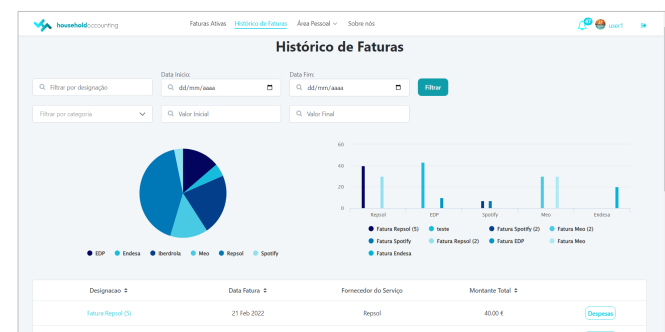 householdaccounting
Faturas Ativas Histórico de Faturas Área Pessoal Sobre nós
47
user1
Histórico de Faturas
Data Início: Data Fim:
Filtrar por designação dd/mm/aaaa dd/mm/aaaa Filtrar
Filtrar por categoria Valor Inicial Valor Final
60
40
20
0
Repsol EDP Spotify Meo Endesa
Fatura Repsol (5) teste Fatura Spotify (2) Fatura Meo (2)
Fatura Spotify Fatura Repsol (2) Fatura EDP Fatura Meo
Fatura Endesa
EDP Endesa Iberdrola Meo Repsol Spotify
Designacao Data Fatura Fornecedor do Serviço Montante Total
Fatura Repsol (5) 21 Feb 2022 Repsol 40.00 € Despesas